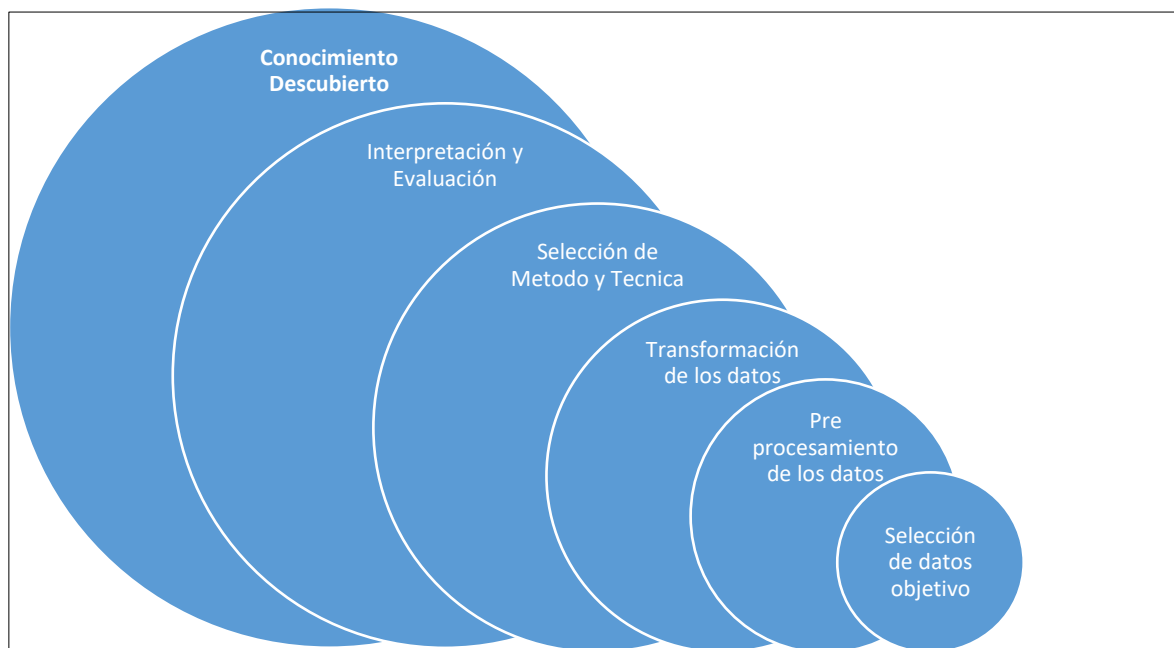 Conocimiento
Descubierto
Interpretación y
Evaluación
Selección de
Metodo y Tecnica
Transformación
de los datos
Pre
procesamiento
de los datos
Selección
de datos
objetivo